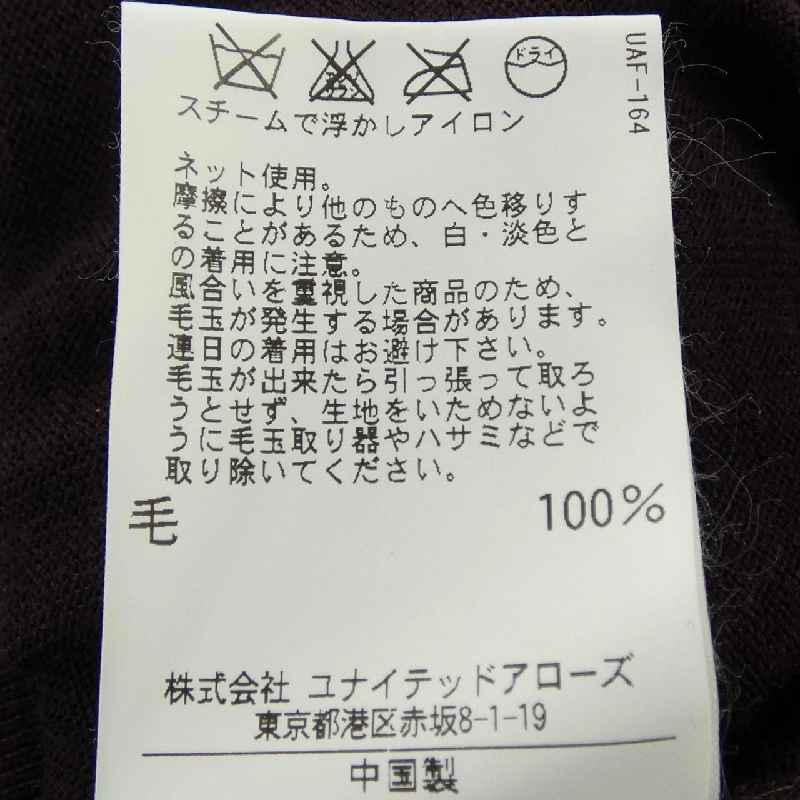 ドライ
エンソ
サラシ
UAF-164
スチームで浮かしアイロン
ネット使用。
摩擦により他のものへ色移りす
ることがあるため、白・淡色と
の着用に注意。
風合いを重視した商品のため、
毛玉が発生する場合があります。
連日の着用はお避け下さい。
毛玉が出来たら引っ張って取ろ
うとせず、生地をいためないよ
うに毛玉取り器やハサミなどで
取り除いてください。
毛 100%
株式会社 ユナイテッドアローズ
東京都港区赤坂8-1-19
中国製